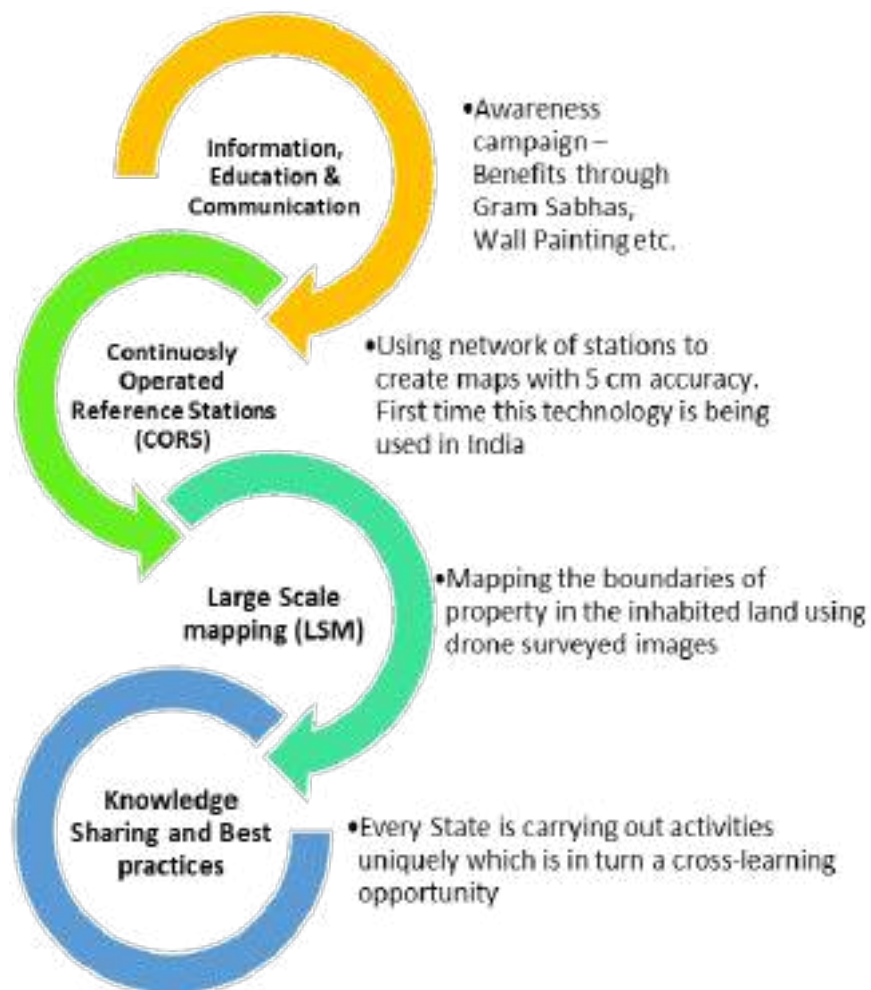 Information,
Education &
Communication
•Awareness
campaign –
Benefits through
Gram Sabhas,
Wall Painting etc.
Continuosly
Operated
Reference Stations
(CORS)
•Using network of stations to
create maps with 5 cm accuracy.
First time this technology is being
used in India
Large Scale
mapping (LSM)
•Mapping the boundaries of
property in the inhabited land using
drone surveyed images
Knowledge
Sharing and Best
practices
•Every State is carrying out activities
uniquely which is in turn a cross-learning
opportunity